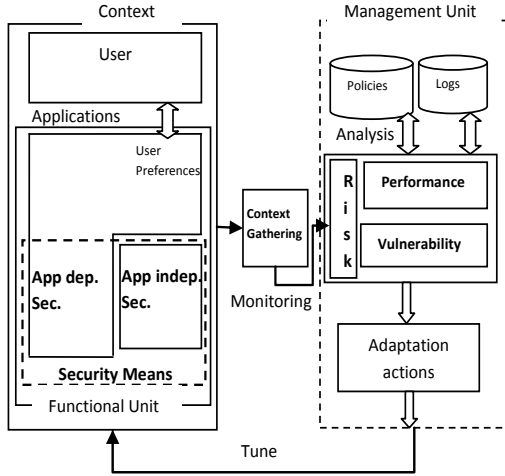 Context
User
Applications
User
Preferences
App dep.
Sec.
App indep.
Sec.
Security Means
Functional Unit
Context
Gathering
Monitoring
Management Unit
Policies
Logs
Analysis
Risk
Performance
Vulnerability
Adaptation
actions
Tune